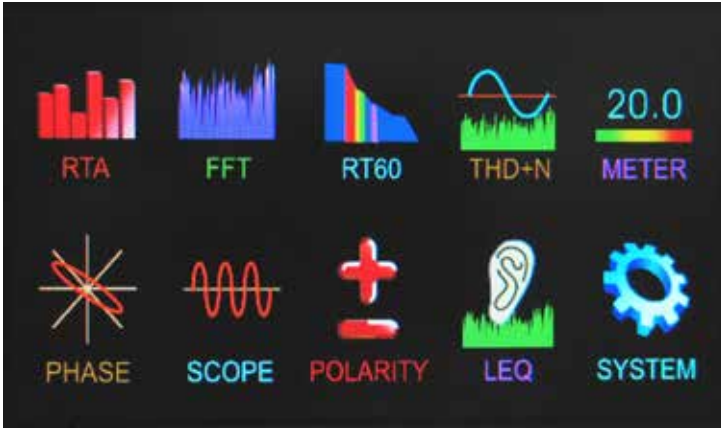 20.0
RTA FFT RT60 THD+N METER
PHASE SCOPE POLARITY LEQ SYSTEM